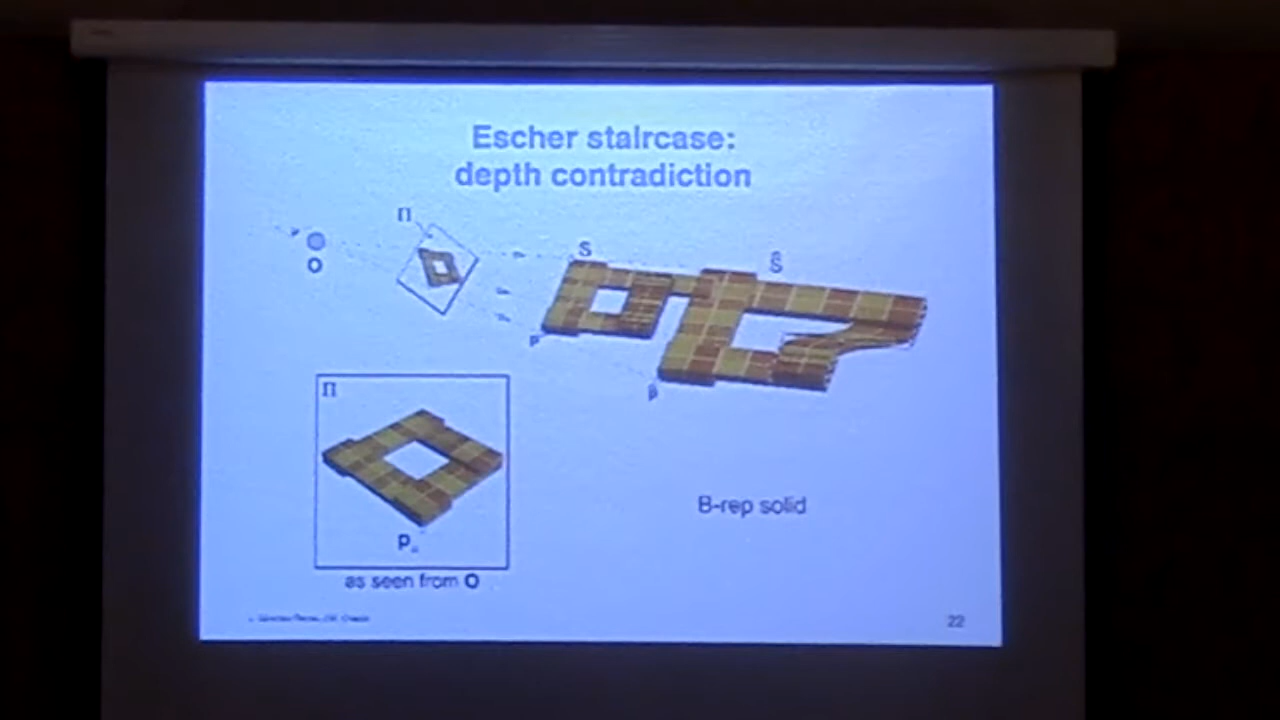 Escher staircase:
depth contradiction
Π
O
S
Ŝ
P
Π
B-rep solid
as seen from O
22